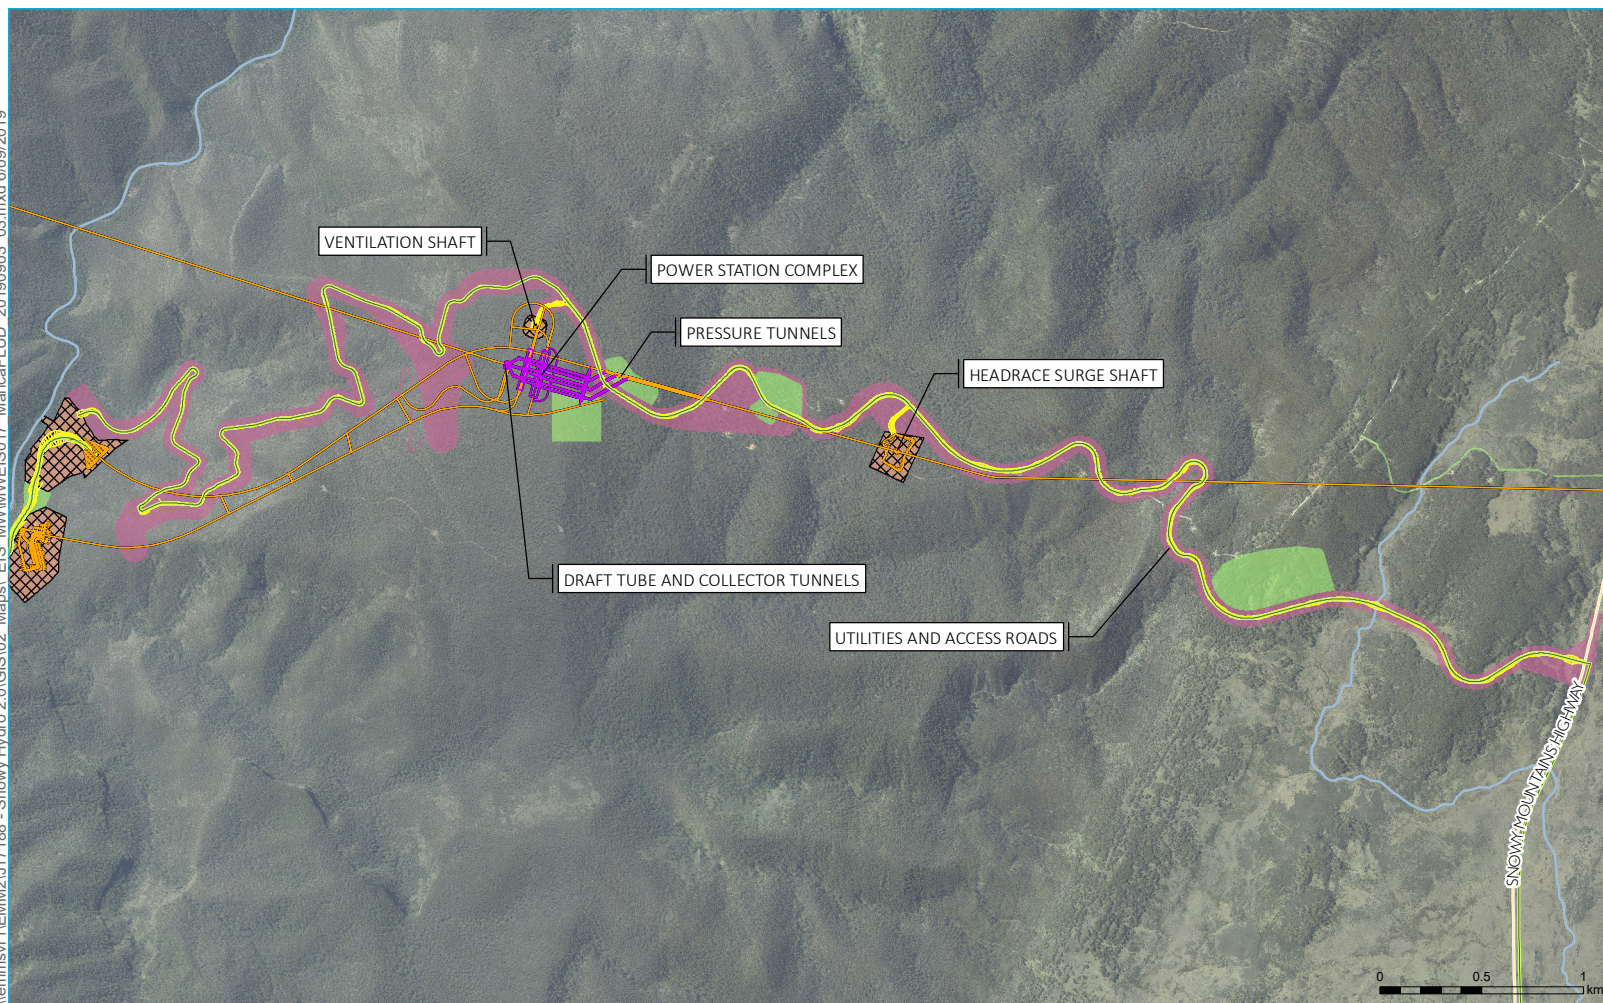 VENTILATION SHAFT
POWER STATION COMPLEX
PRESSURE TUNNELS
HEADRACE SURGE SHAFT
DRAFT TUBE AND COLLECTOR TUNNELS
UTILITIES AND ACCESS ROADS
SNOWY MOUNTAINS HIGHWAY
0 0.5 1
km